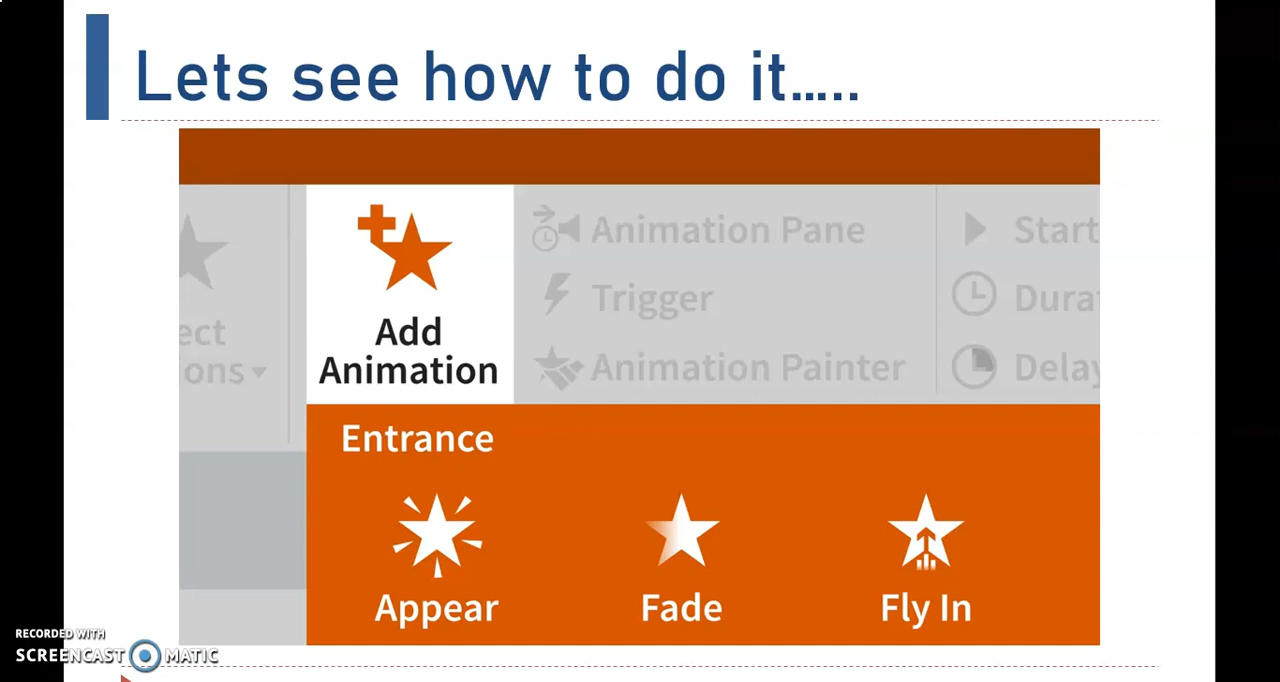 Lets see how to do it.....
Add
Animation
Animation Pane
Trigger
Animation Painter
Start
Delay
Entrance
Appear
Fade
Fly In
RECORDED WITH
SCREENCAST MATIC